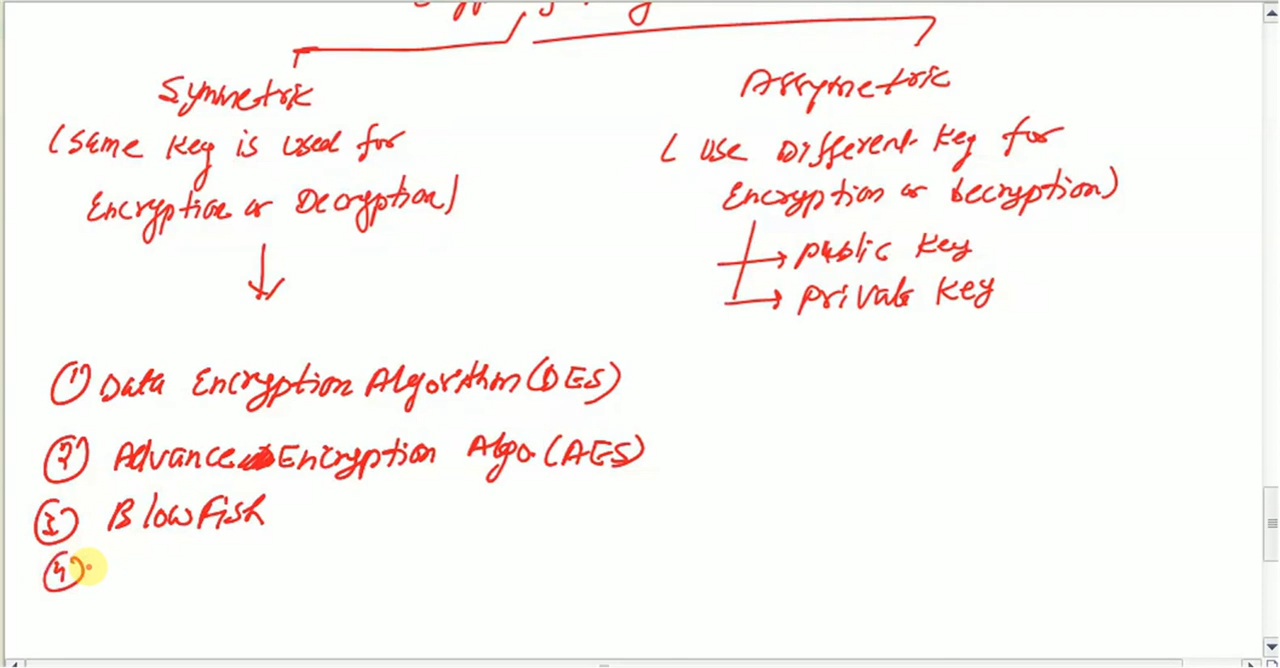 Symmetric
Assymetric
(Same Key is used for
Encryption or Decryption)
( Use Different Key for
Encryption or Decryption)
→ public Key
→ private Key
↓
① Data Encryption Algorithm (DES)
② Advance Encryption Algo (AES)
③ BlowFish
④